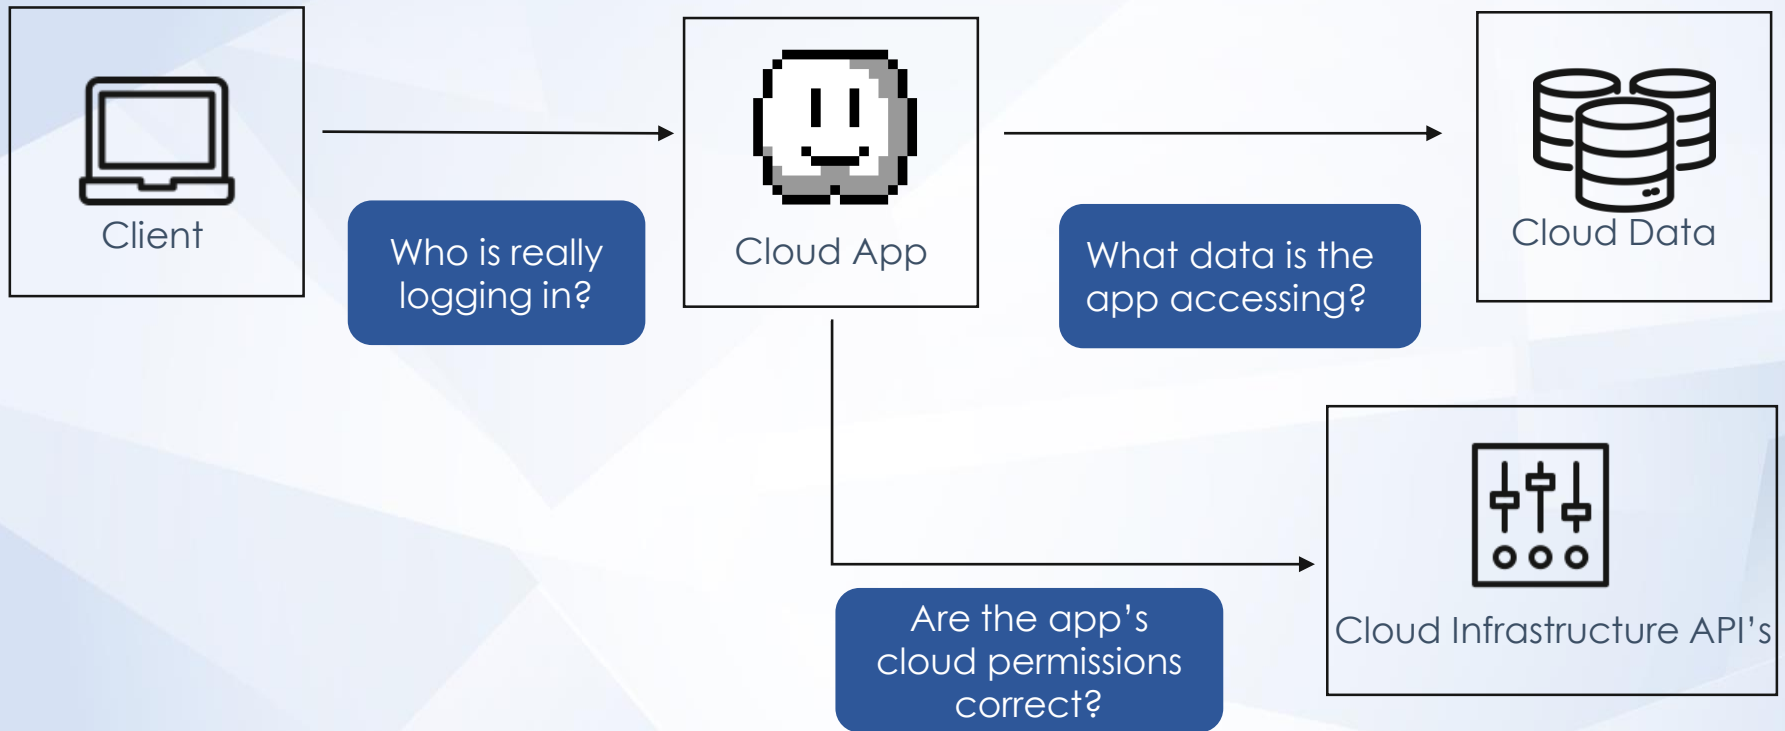 Client
Who is really
logging in?
Cloud App
What data is the
app accessing?
Cloud Data
Are the app’s
cloud permissions
correct?
Cloud Infrastructure API’s